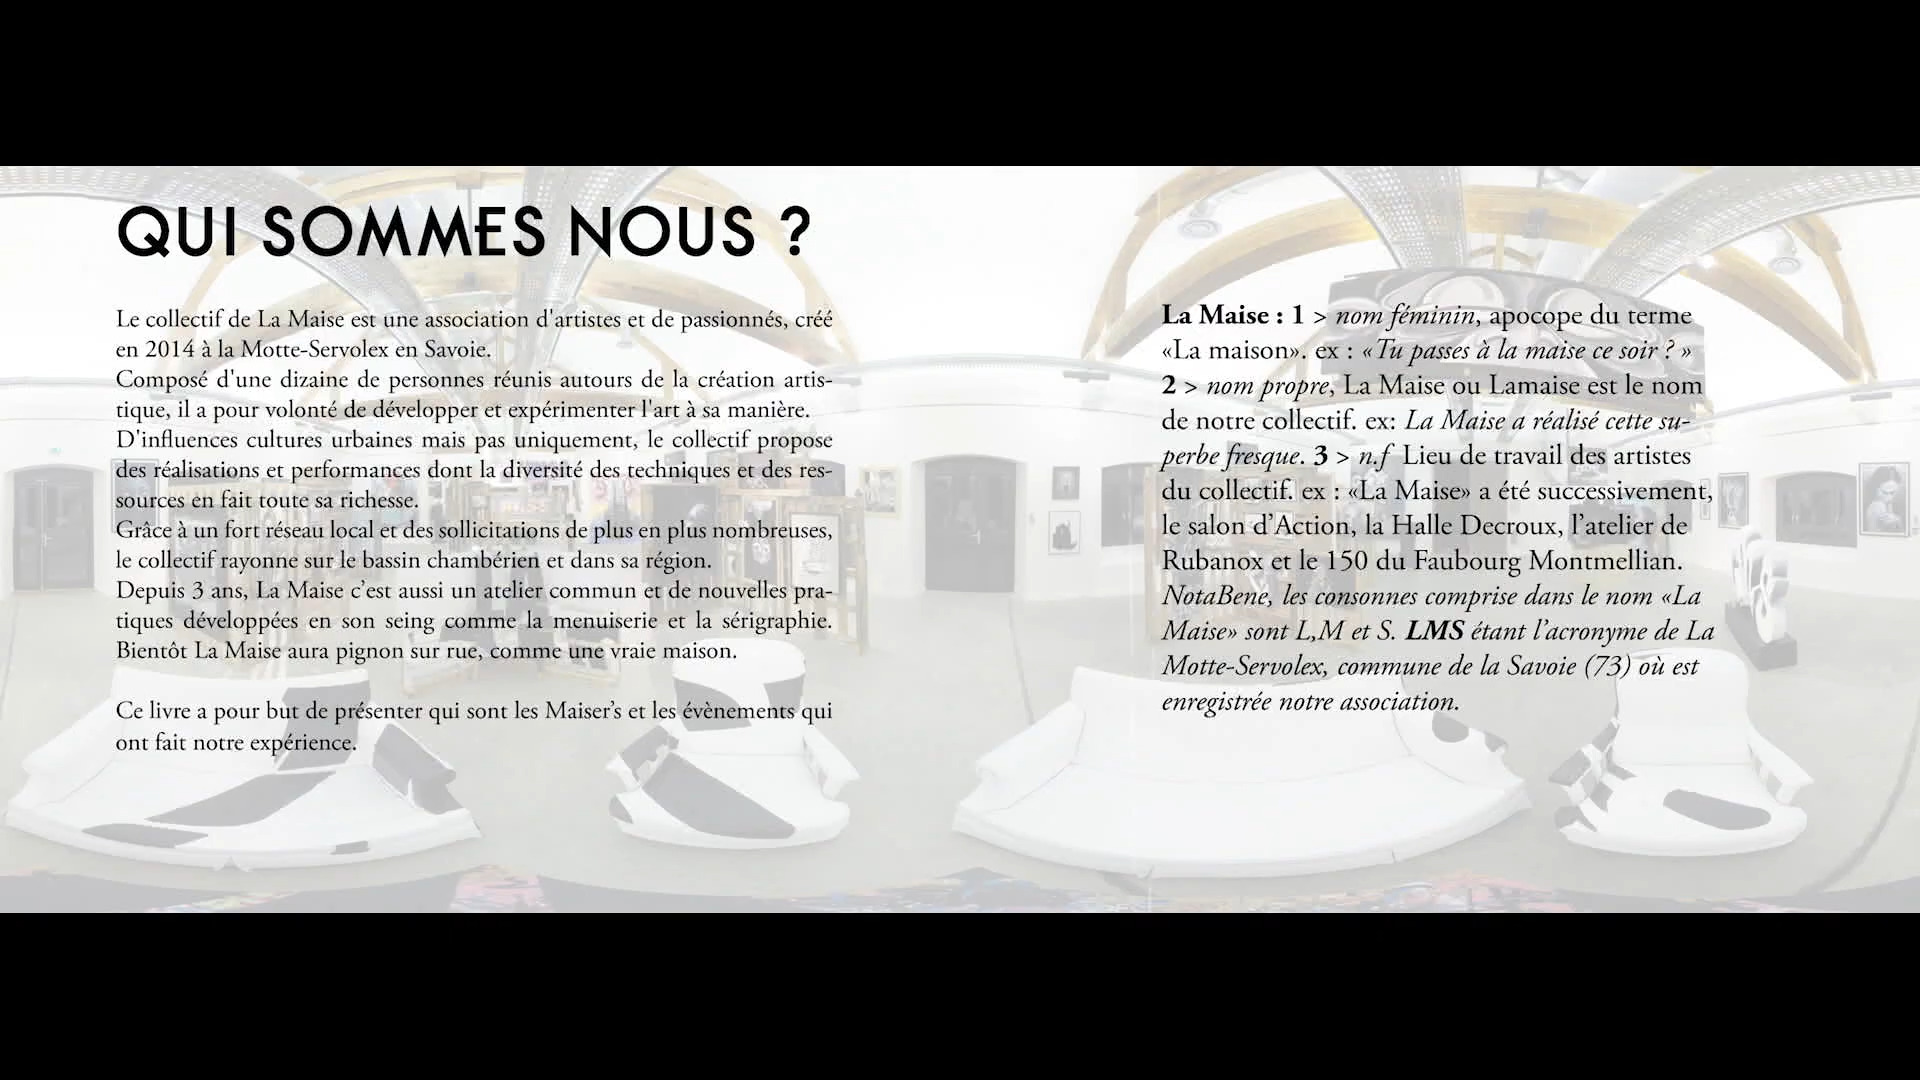 QUI SOMMES NOUS ?
Le collectif de La Maise est une association d'artistes et de passionnés, créé
en 2014 à la Motte-Servolex en Savoie.
Composé d'une dizaine de personnes réunis autours de la création artis-
tique, il a pour volonté de développer et expérimenter l'art à sa manière.
D'influences cultures urbaines mais pas uniquement, le collectif propose
des réalisations et performances dont la diversité des techniques et des res-
sources en fait toute sa richesse.
Grâce à un fort réseau local et des sollicitations de plus en plus nombreuses,
le collectif rayonne sur le bassin chambérien et dans sa région.
Depuis 3 ans, La Maise c’est aussi un atelier commun et de nouvelles pra-
tiques développées en son seing comme la menuiserie et la sérigraphie.
Bientôt La Maise aura pignon sur rue, comme une vraie maison.
Ce livre a pour but de présenter qui sont les Maiser’s et les évènements qui
ont fait notre expérience.
La Maise : 1 > nom féminin, apocope du terme
«La maison». ex : «Tu passes à la maise ce soir ? »
2 > nom propre, La Maise ou Lamaise est le nom
de notre collectif. ex: La Maise a réalisé cette su-
perbe fresque. 3 > n.f Lieu de travail des artistes
du collectif. ex : «La Maise» a été successivement,
le salon d’Action, la Halle Decroux, l’atelier de
Rubanox et le 150 du Faubourg Montmellian.
NotaBene, les consonnes comprise dans le nom «La
Maise» sont L,M et S. LMS étant l’acronyme de La
Motte-Servolex, commune de la Savoie (73) où est
enregistrée notre association.